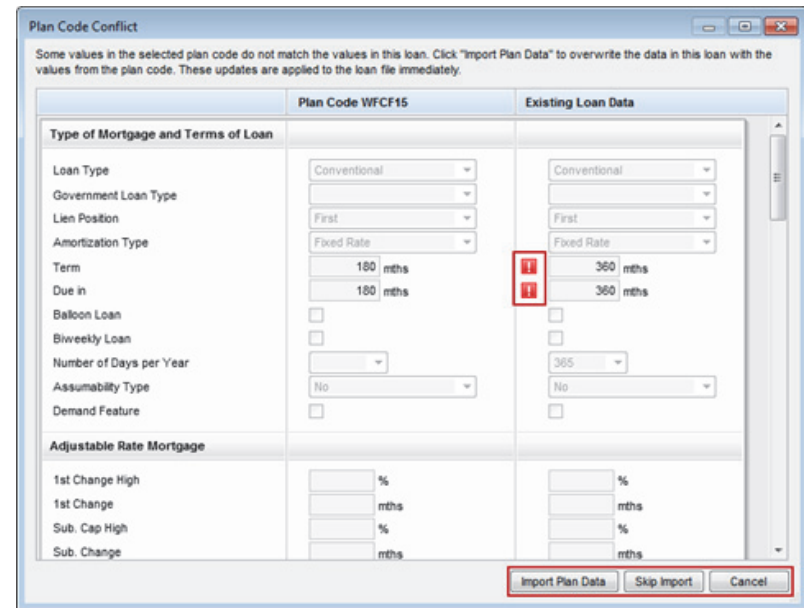 Plan Code Conflict
Some values in the selected plan code do not match the values in this loan. Click "Import Plan Data" to overwrite the data in this loan with the
values from the plan code. These updates are applied to the loan file immediately.
Plan Code WFCF15 Existing Loan Data
Type of Mortgage and Terms of Loan
Loan Type Conventional Conventional
Government Loan Type
Lien Position First First
Amortization Type Fixed Rate Fixed Rate
Term 180 mths ! 360 mths
Due in 180 mths ! 360 mths
Balloon Loan
Biweekly Loan
Number of Days per Year 365
Assumability Type No No
Demand Feature
Adjustable Rate Mortgage
1st Change High % %
1st Change mths mths
Sub. Cap High % %
Sub. Change mths mths
Import Plan Data Skip Import Cancel